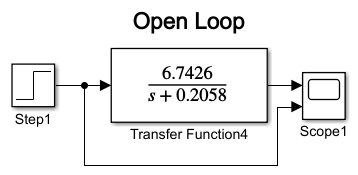 Open Loop
6.7426
s + 0.2058
Step1
Transfer Function4
Scope1